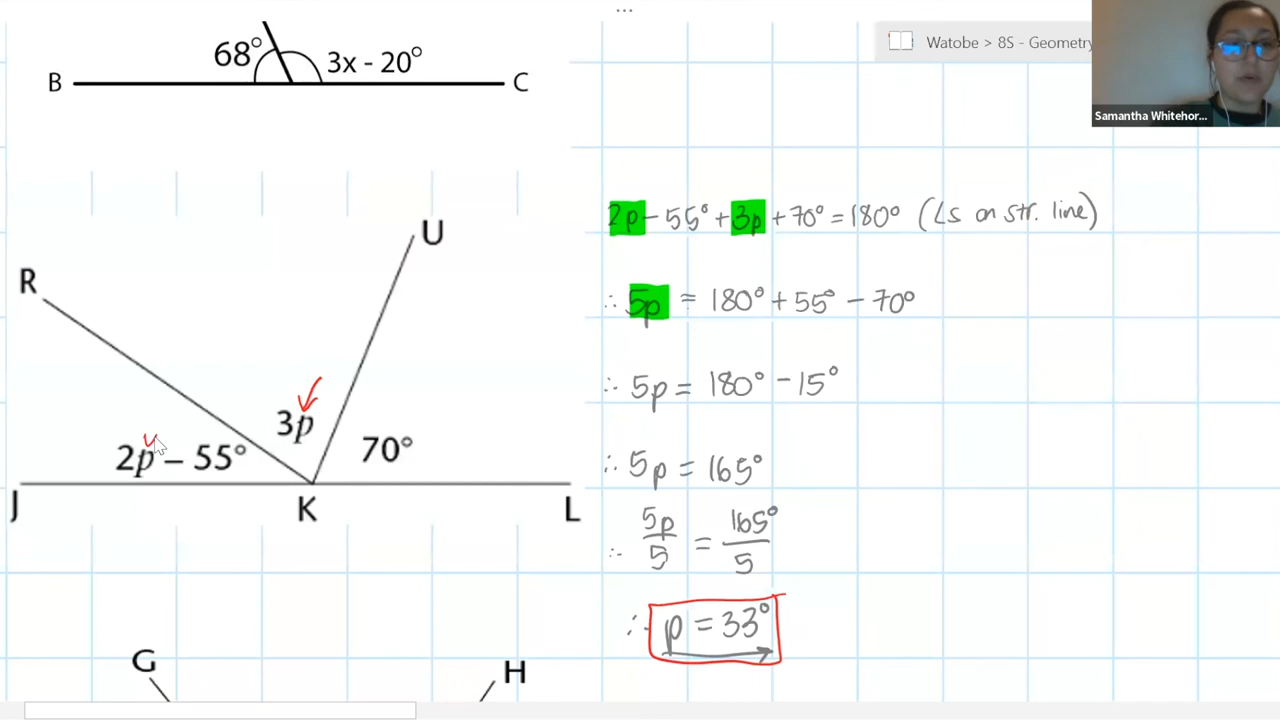 ...
Watobe > 8S - Geometry
Samantha Whitehor...
68°
3x - 20°
B
C
R
U
3p
2p – 55°
70°
J
K
L
G
H
2p - 55° + 3p + 70° = 180° (∠s on str. line)
∴ 5p = 180° + 55° - 70°
∴ 5p = 180° - 15°
∴ 5p = 165°
∴ 5p/5 = 165°/5
∴ p = 33°